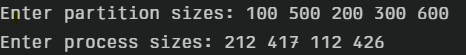 Enter partition sizes: 100 500 200 300 600
Enter process sizes: 212 417 112 426